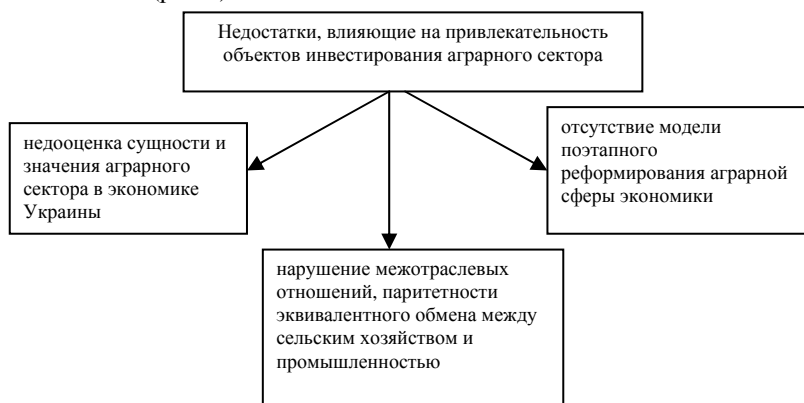 Недостатки, влияющие на привлекательность
объектов инвестирования аграрного сектора
недооценка сущности и
значения аграрного
сектора в экономике
Украины
отсутствие модели
поэтапного
реформирования аграрной
сферы экономики
нарушение межотраслевых
отношений, паритетности
эквивалентного обмена между
сельским хозяйством и
промышленностью